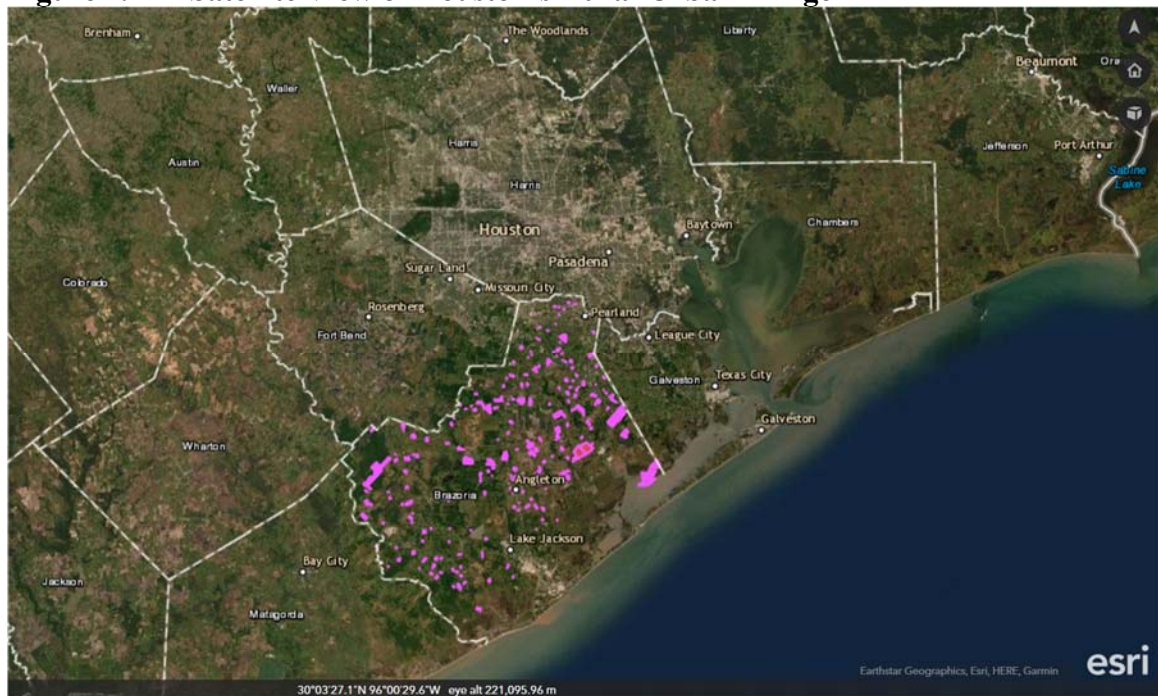 Brenham
The Woodlands
Liberty
Beaumont
Ora
Waller
Harris
Jefferson
Port Arthur
Austin
Sabine
Lake
Harris
Houston
Baytown
Chambers
Pasadena
Colorado
Sugar Land
Missouri City
Rosenberg
Pearland
Fort Bend
League City
Galveston
Texas City
Galveston
Wharton
Angleton
Brazoria
Lake Jackson
Bay City
Jackson
Matagorda
Earthstar Geographics, Esri, HERE, Garmin
esri
30°03'27.1"N 96°00'29.6"W eye alt 221,095.96 m